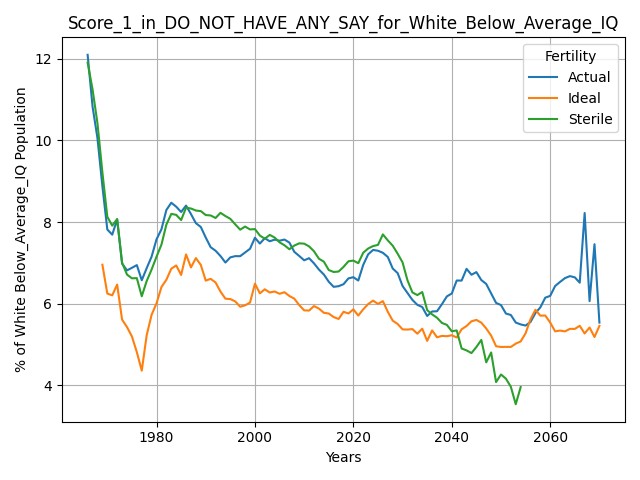 Score_1_in_DO_NOT_HAVE_ANY_SAY_for_White_Below_Average_IQ
% of White Below_Average_IQ Population
12
10
8
6
4
Fertility
Actual
Ideal
Sterile
1980
2000
2020
2040
2060
Years